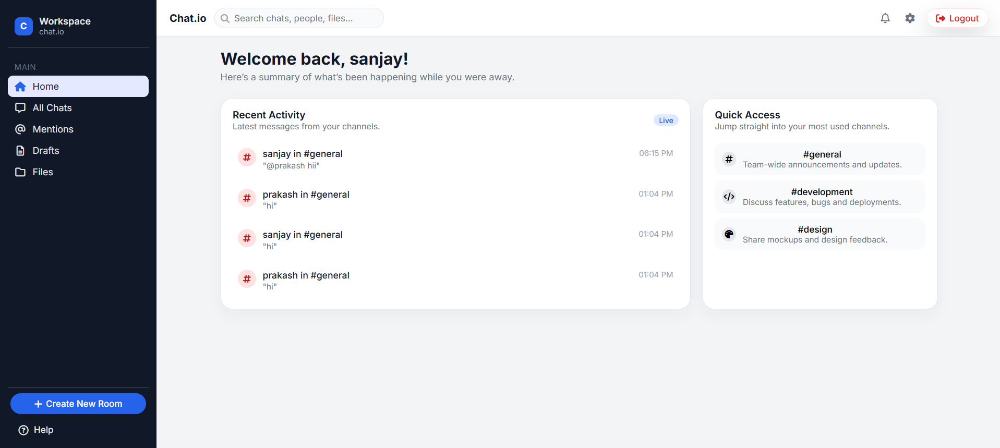 C
Workspace
chat.io
MAIN
Home
All Chats
Mentions
Drafts
Files
+ Create New Room
Help
Chat.io
Search chats, people, files...
Logout
Welcome back, sanjay!
Here’s a summary of what’s been happening while you were away.
Recent Activity
Latest messages from your channels.
Live
# sanjay in #general 06:15 PM
"@prakash hii"
# prakash in #general 01:04 PM
"hi"
# sanjay in #general 01:04 PM
"hi"
# prakash in #general 01:04 PM
"hi"
Quick Access
Jump straight into your most used channels.
# #general
Team-wide announcements and updates.
</> #development
Discuss features, bugs and deployments.
#design
Share mockups and design feedback.